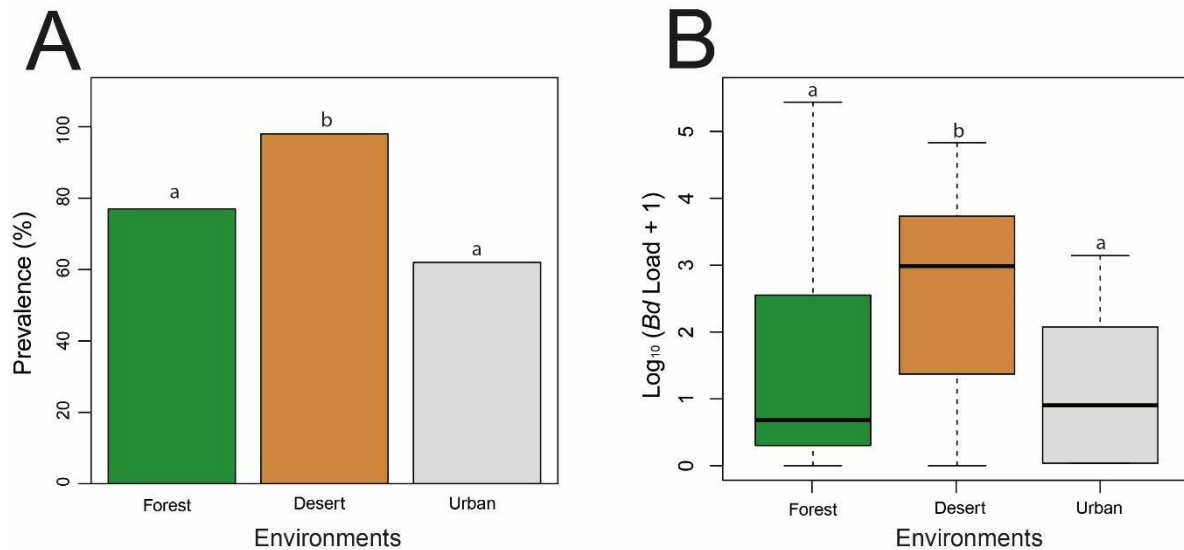 A
Prevalence (%)
100
80
60
40
20
0
a
b
a
Forest
Desert
Urban
Environments
B
Log₁₀ (Bd Load + 1)
5
4
3
2
1
0
a
b
a
Forest
Desert
Urban
Environments